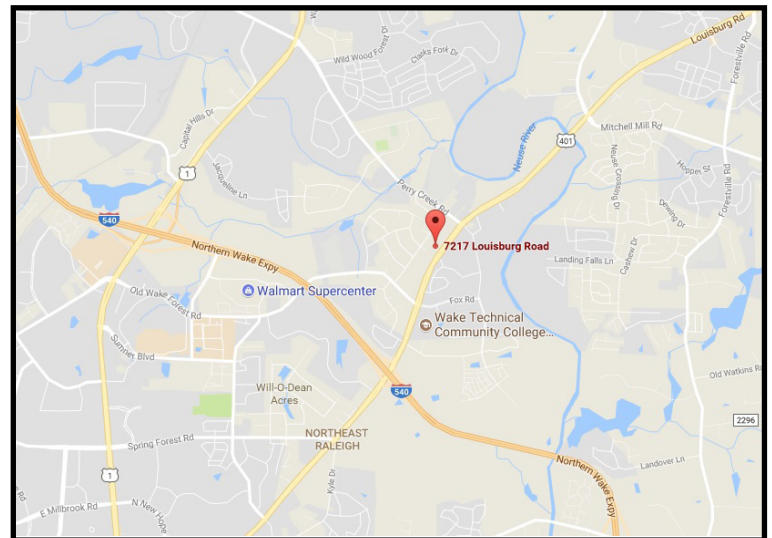 Louisburg Rd
Forestville Rd
Wild Wood Forest D
Clarks Fork Dr
Capital Hills Dr
Neuse River
401
Mitchell Mill Rd
1
Jacqueline Ln
Perry Creek Rd
Neuse Crossing Dr
Hopper St
Forestville Rd
Dewing Dr
540
Northern Wake Expy
7217 Louisburg Road
Landing Falls Ln
Cashew Dr
Old Wake Forest Rd
Walmart Supercenter
Fox Rd
Wake Technical
Community College...
Sumner Blvd
Will-O-Dean
Acres
540
Old Watkins R
2296
NORTHEAST
RALEIGH
Spring Forest Rd
1
Kyle Dr
Northern Wake Expy
Landover Ln
E Millbrook Rd
N New Hope